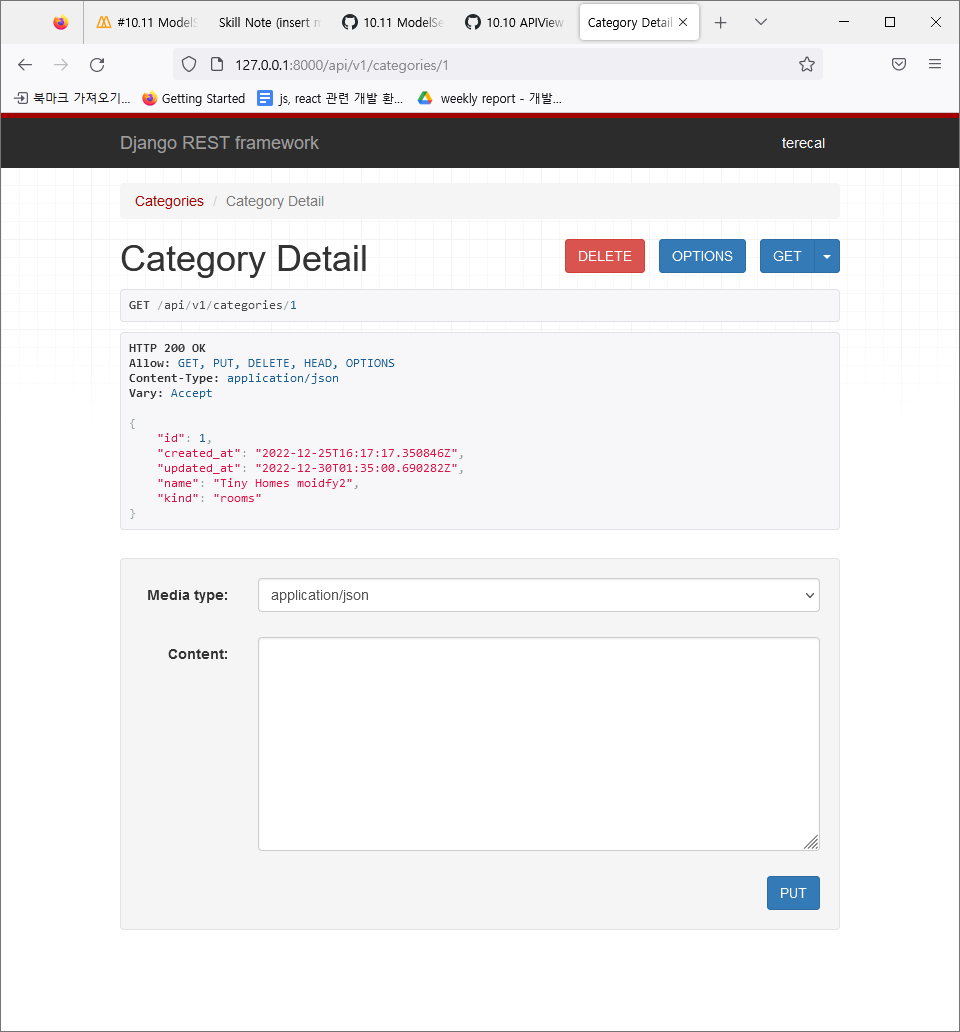 #10.11 ModelS
Skill Note (insert m
10.11 ModelSe
10.10 APIView
Category Detail
127.0.0.1:8000/api/v1/categories/1
북마크 가져오기...
Getting Started
js, react 관련 개발 환...
weekly report - 개발...
Django REST framework
terecal
Categories / Category Detail
Category Detail
DELETE
OPTIONS
GET
GET /api/v1/categories/1
HTTP 200 OK
Allow: GET, PUT, DELETE, HEAD, OPTIONS
Content-Type: application/json
Vary: Accept
{
"id": 1,
"created_at": "2022-12-25T16:17:17.350846Z",
"updated_at": "2022-12-30T01:35:00.690282Z",
"name": "Tiny Homes moidfy2",
"kind": "rooms"
}
Media type:
application/json
Content:
PUT